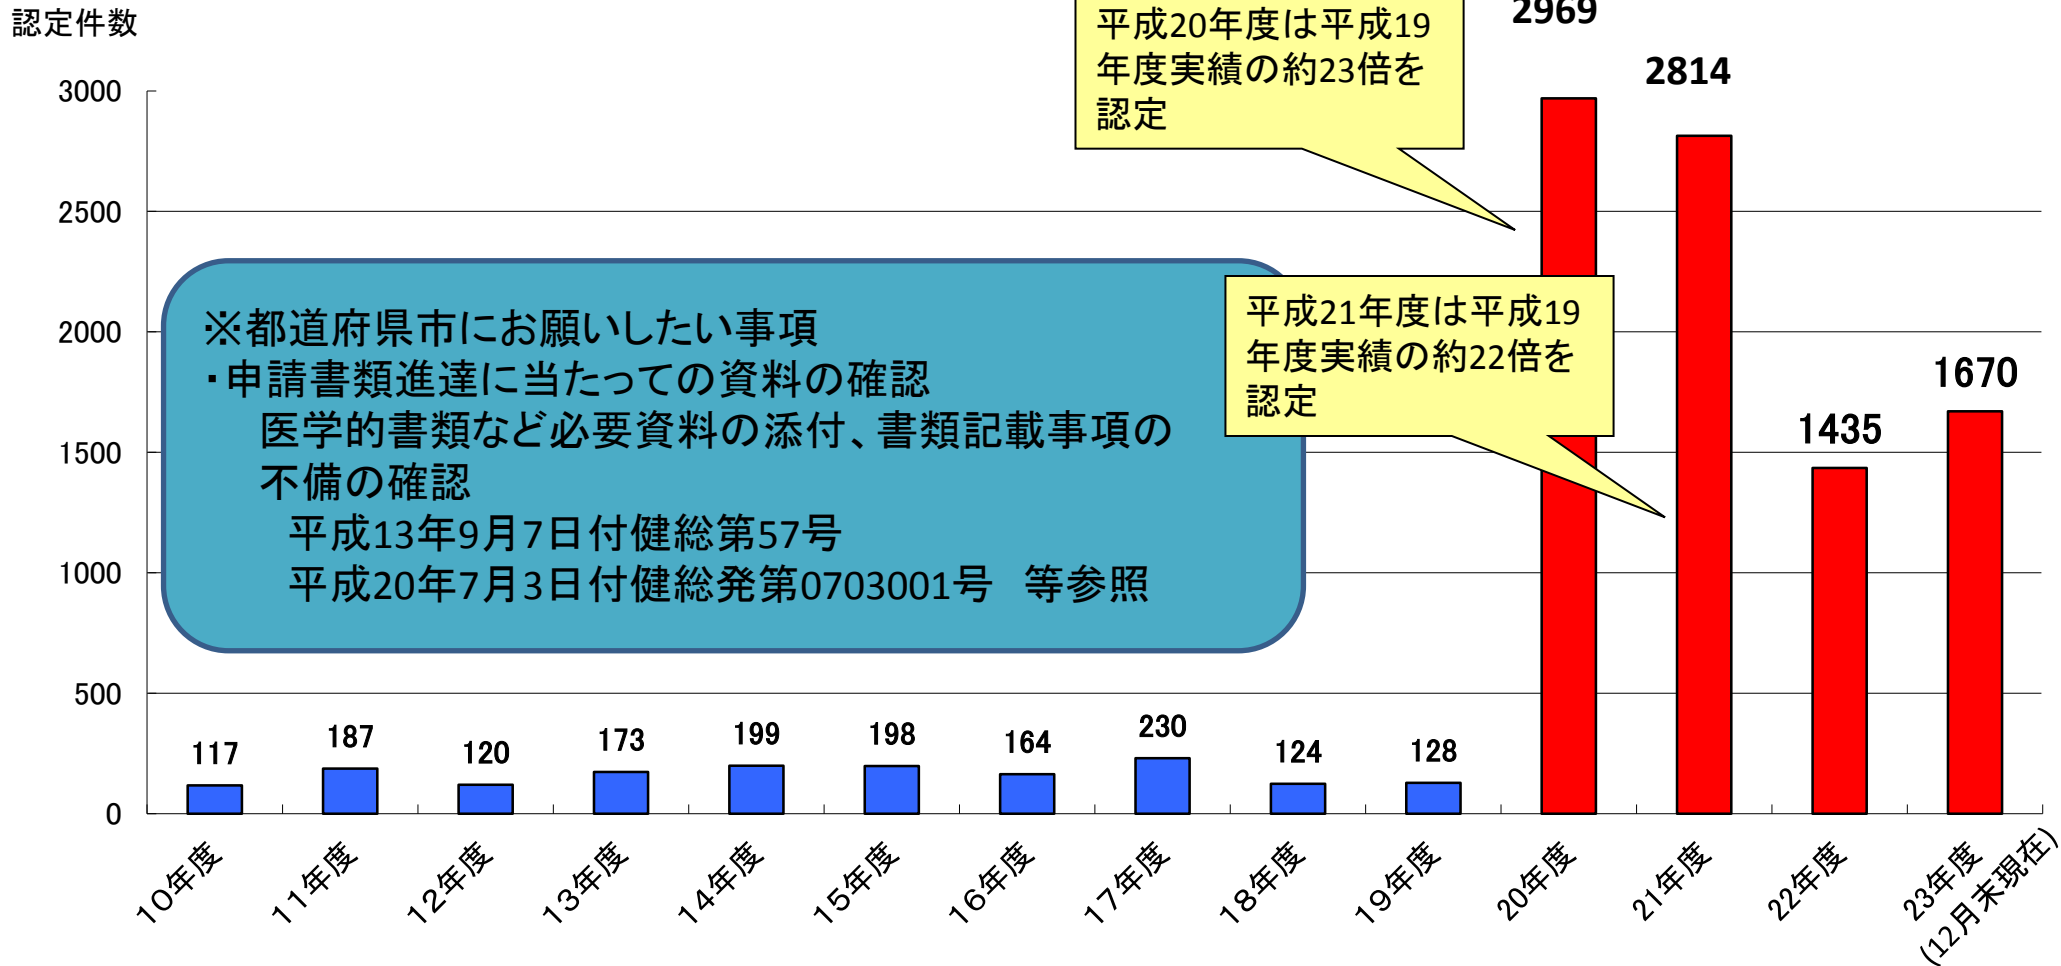 認定件数
平成20年度は平成19
年度実績の約23倍を
認定
2969
2814
3000
2500
2000
1500
1000
500
0
※都道府県市にお願いしたい事項
・申請書類進達に当たっての資料の確認
医学的書類など必要資料の添付、書類記載事項の
不備の確認
平成13年9月7日付健総第57号
平成20年7月3日付健総発第0703001号　等参照
平成21年度は平成19
年度実績の約22倍を
認定
1435
1670
117
187
120
173
199
198
164
230
124
128
10年度
11年度
12年度
13年度
14年度
15年度
16年度
17年度
18年度
19年度
20年度
21年度
22年度
23年度
(12月末現在)